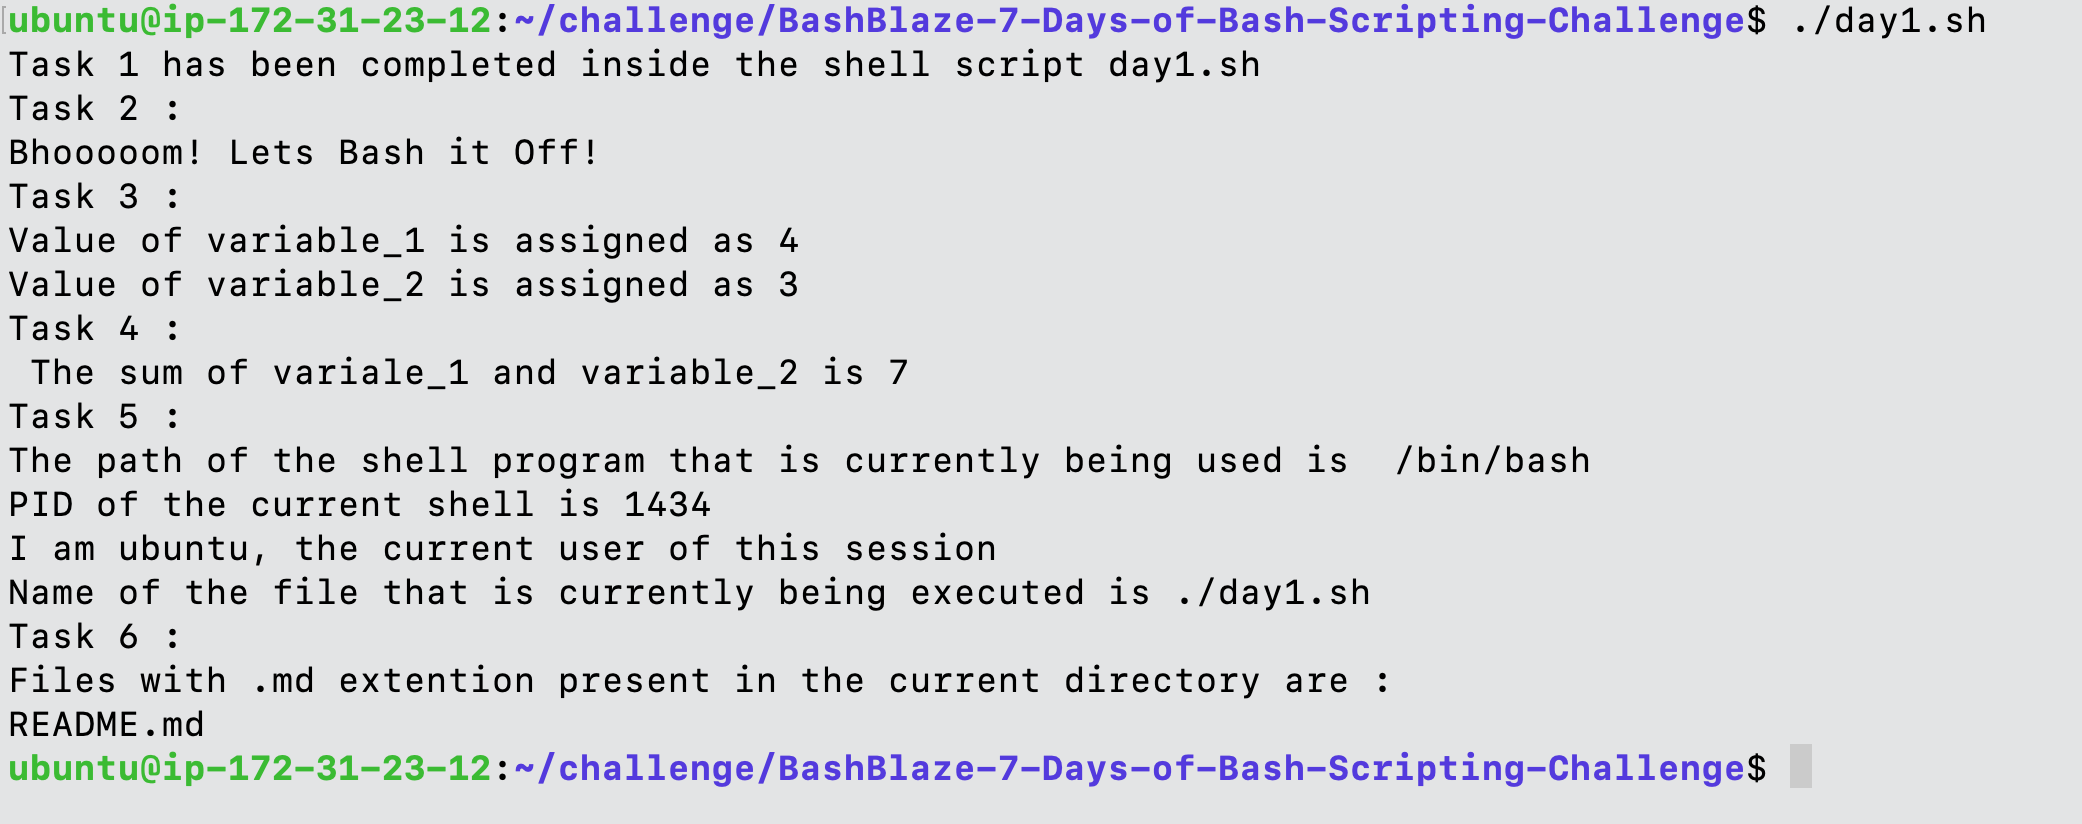 ubuntu@ip-172-31-23-12:~/challenge/BashBlaze-7-Days-of-Bash-Scripting-Challenge$ ./day1.sh
Task 1 has been completed inside the shell script day1.sh
Task 2 :
Bhooooom! Lets Bash it Off!
Task 3 :
Value of variable_1 is assigned as 4
Value of variable_2 is assigned as 3
Task 4 :
 The sum of variale_1 and variable_2 is 7
Task 5 :
The path of the shell program that is currently being used is  /bin/bash
PID of the current shell is 1434
I am ubuntu, the current user of this session
Name of the file that is currently being executed is ./day1.sh
Task 6 :
Files with .md extention present in the current directory are :
README.md
ubuntu@ip-172-31-23-12:~/challenge/BashBlaze-7-Days-of-Bash-Scripting-Challenge$